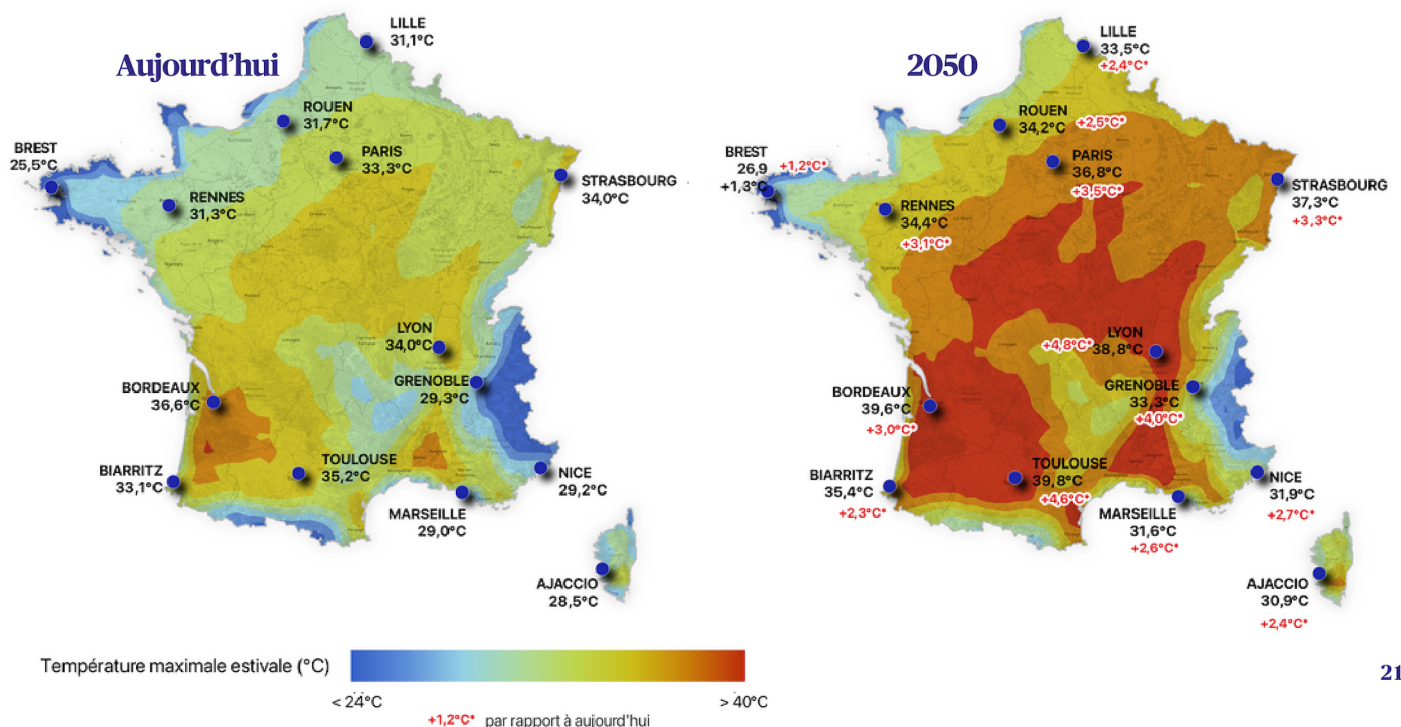 Aujourd'hui
LILLE
31,1°C
ROUEN
31,7°C
PARIS
33,3°C
BREST
25,5°C
RENNES
31,3°C
STRASBOURG
34,0°C
LYON
34,0°C
GRENOBLE
29,3°C
BORDEAUX
36,6°C
BIARRITZ
33,1°C
TOULOUSE
35,2°C
NICE
29,2°C
MARSEILLE
29,0°C
AJACCIO
28,5°C
2050
LILLE
33,5°C
+2,4°C*
ROUEN
34,2°C
+2,5°C*
PARIS
36,8°C
+3,5°C*
BREST
26,9
+1,3°C
+1,2°C*
RENNES
34,4°C
+3,1°C*
STRASBOURG
37,3°C
+3,3°C*
LYON
+4,8°C* 38,8°C
GRENOBLE
33,3°C
+4,0°C*
BORDEAUX
39,6°C
+3,0°C*
BIARRITZ
35,4°C
+2,3°C*
TOULOUSE
39,8°C
+4,6°C*
NICE
31,9°C
+2,7°C*
MARSEILLE
31,6°C
+2,6°C*
AJACCIO
30,9°C
+2,4°C*
Température maximale estivale (°C)
< 24°C
> 40°C
+1,2°C* par rapport à aujourd'hui
21